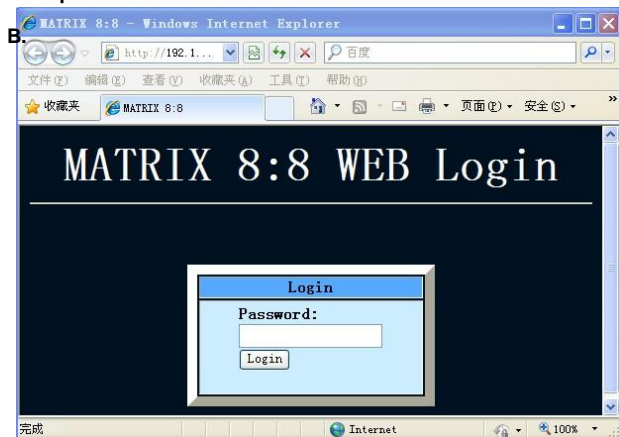 MATRIX 8:8 - Windows Internet Explorer
B.
http://192.1... 百度
文件(F) 编辑(E) 查看(V) 收藏夹(A) 工具(T) 帮助(H)
收藏夹 MATRIX 8:8 页面(P) 安全(S) »
MATRIX 8:8 WEB Login
Login
Password:
Login
完成 Internet 100%